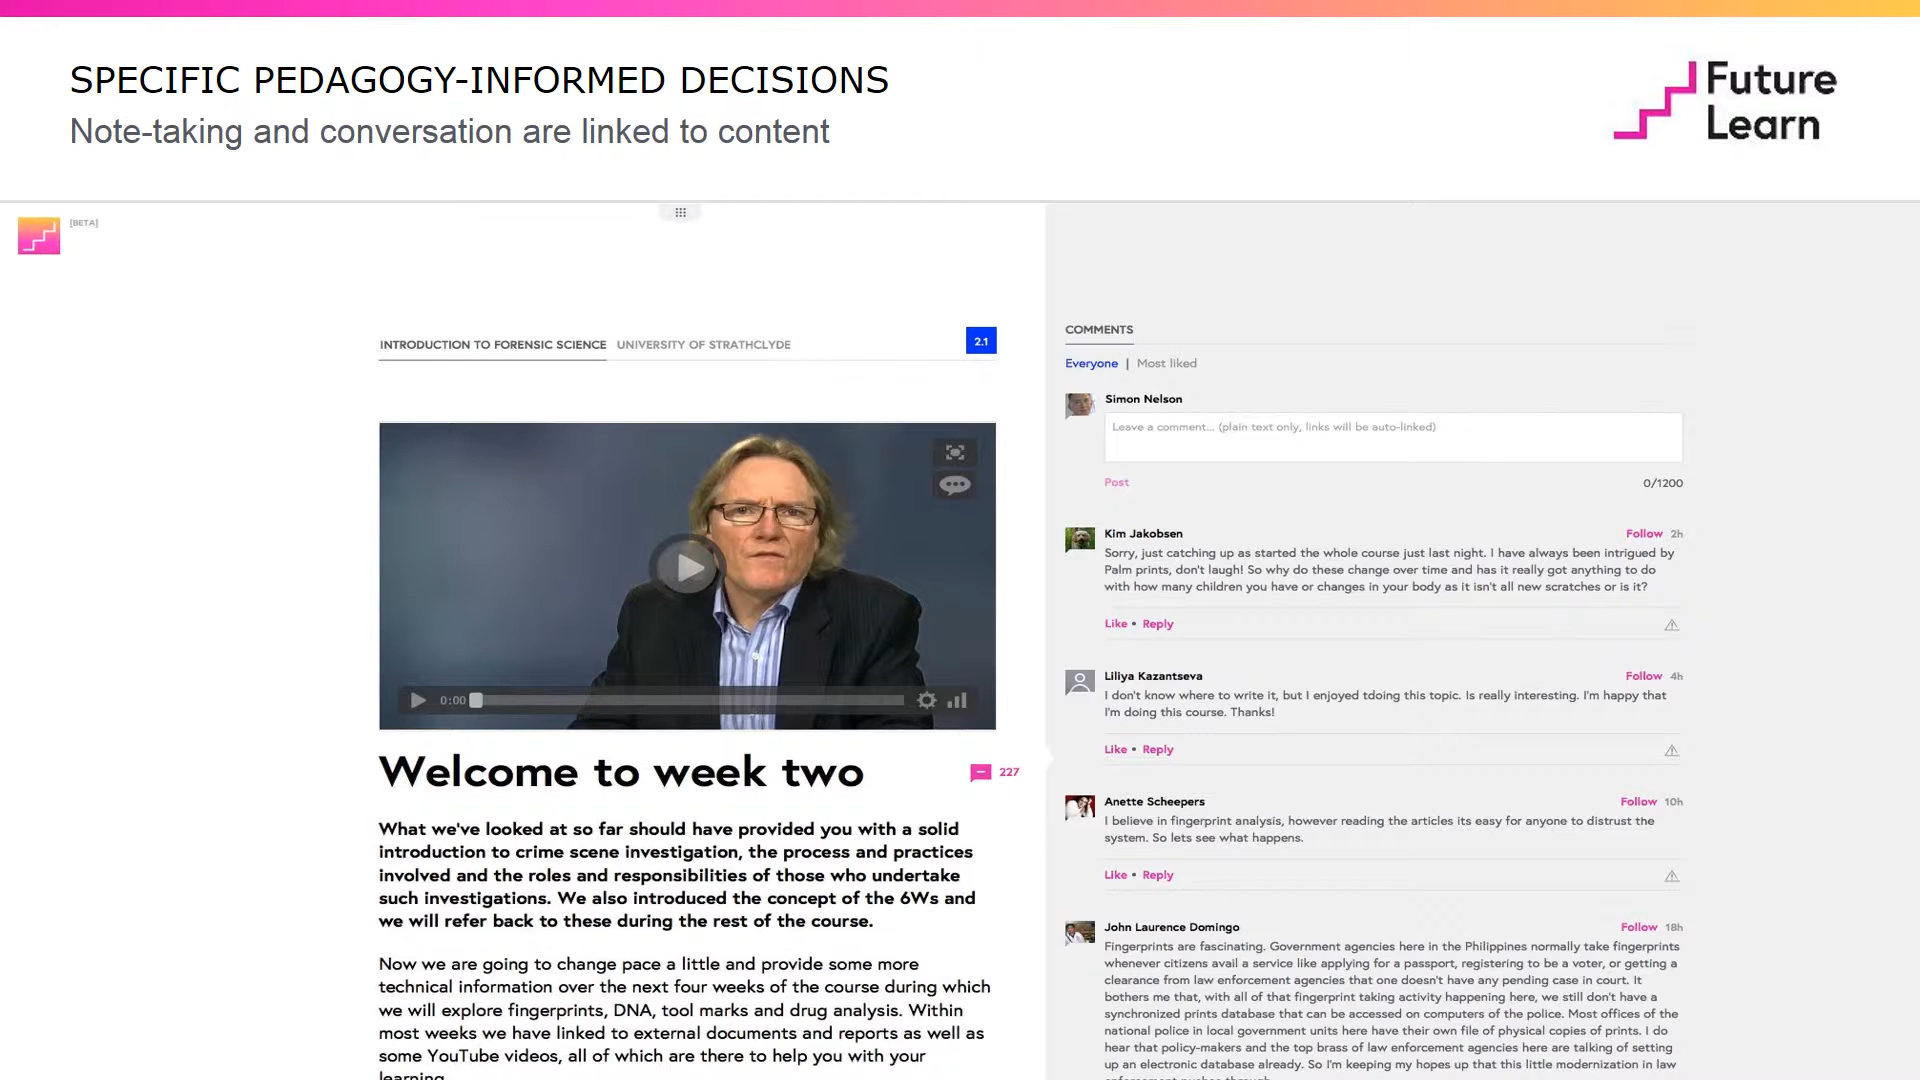 SPECIFIC PEDAGOGY-INFORMED DECISIONS
Note-taking and conversation are linked to content
Future
Learn
[BETA]
INTRODUCTION TO FORENSIC SCIENCE UNIVERSITY OF STRATHCLYDE
2.1
0:00
Welcome to week two
227
What we've looked at so far should have provided you with a solid
introduction to crime scene investigation, the process and practices
involved and the roles and responsibilities of those who undertake
such investigations. We also introduced the concept of the 6Ws and
we will refer back to these during the rest of the course.
Now we are going to change pace a little and provide some more
technical information over the next four weeks of the course during which
we will explore fingerprints, DNA, tool marks and drug analysis. Within
most weeks we have linked to external documents and reports as well as
some YouTube videos, all of which are there to help you with your
learning
COMMENTS
Everyone | Most liked
Simon Nelson
Leave a comment... (plain text only, links will be auto-linked)
Post 0/1200
Kim Jakobsen Follow 2h
Sorry, just catching up as started the whole course just last night. I have always been intrigued by
Palm prints, don't laugh! So why do these change over time and has it really got anything to do
with how many children you have or changes in your body as it isn't all new scratches or is it?
Like • Reply
Liliya Kazantseva Follow 4h
I don't know where to write it, but I enjoyed tdoing this topic. Is really interesting. I'm happy that
I'm doing this course. Thanks!
Like • Reply
Anette Scheepers Follow 10h
I believe in fingerprint analysis, however reading the articles its easy for anyone to distrust the
system. So lets see what happens.
Like • Reply
John Laurence Domingo Follow 18h
Fingerprints are fascinating. Government agencies here in the Philippines normally take fingerprints
whenever citizens avail a service like applying for a passport, registering to be a voter, or getting a
clearance from law enforcement agencies that one doesn't have any pending case in court. It
bothers me that, with all of that fingerprint taking activity happening here, we still don't have a
synchronized prints database that can be accessed on computers of the police. Most offices of the
national police in local government units here have their own file of physical copies of prints. I do
hear that policy-makers and the top brass of law enforcement agencies here are talking of setting
up an electronic database already. So I'm keeping my hopes up that this little modernization in law